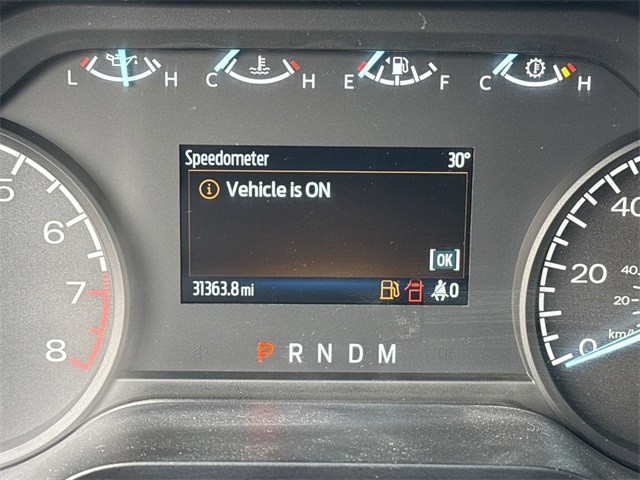 L H C H E F C H
Speedometer 30°
Vehicle is ON
[OK]
31363.8 mi 0
P R N D M
5
6
7
8
40
20
0
40
20
km/